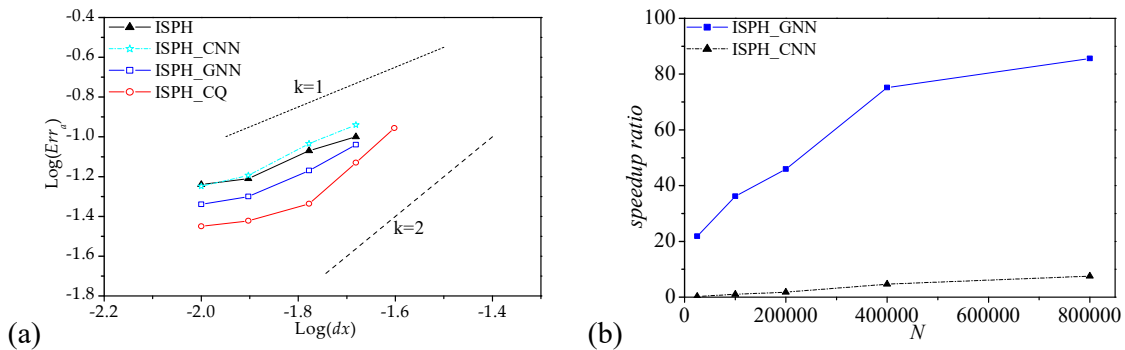 -0.4
-0.6
-0.8
-1.0
-1.2
-1.4
-1.6
-1.8
Log(Err_a)
ISPH
ISPH_CNN
ISPH_GNN
ISPH_CQ
k=1
k=2
-2.2 -2.0 -1.8 -1.6 -1.4
Log(dx)
(a)
100
80
60
40
20
0
speedup ratio
ISPH_GNN
ISPH_CNN
0 200000 400000 600000 800000
N
(b)